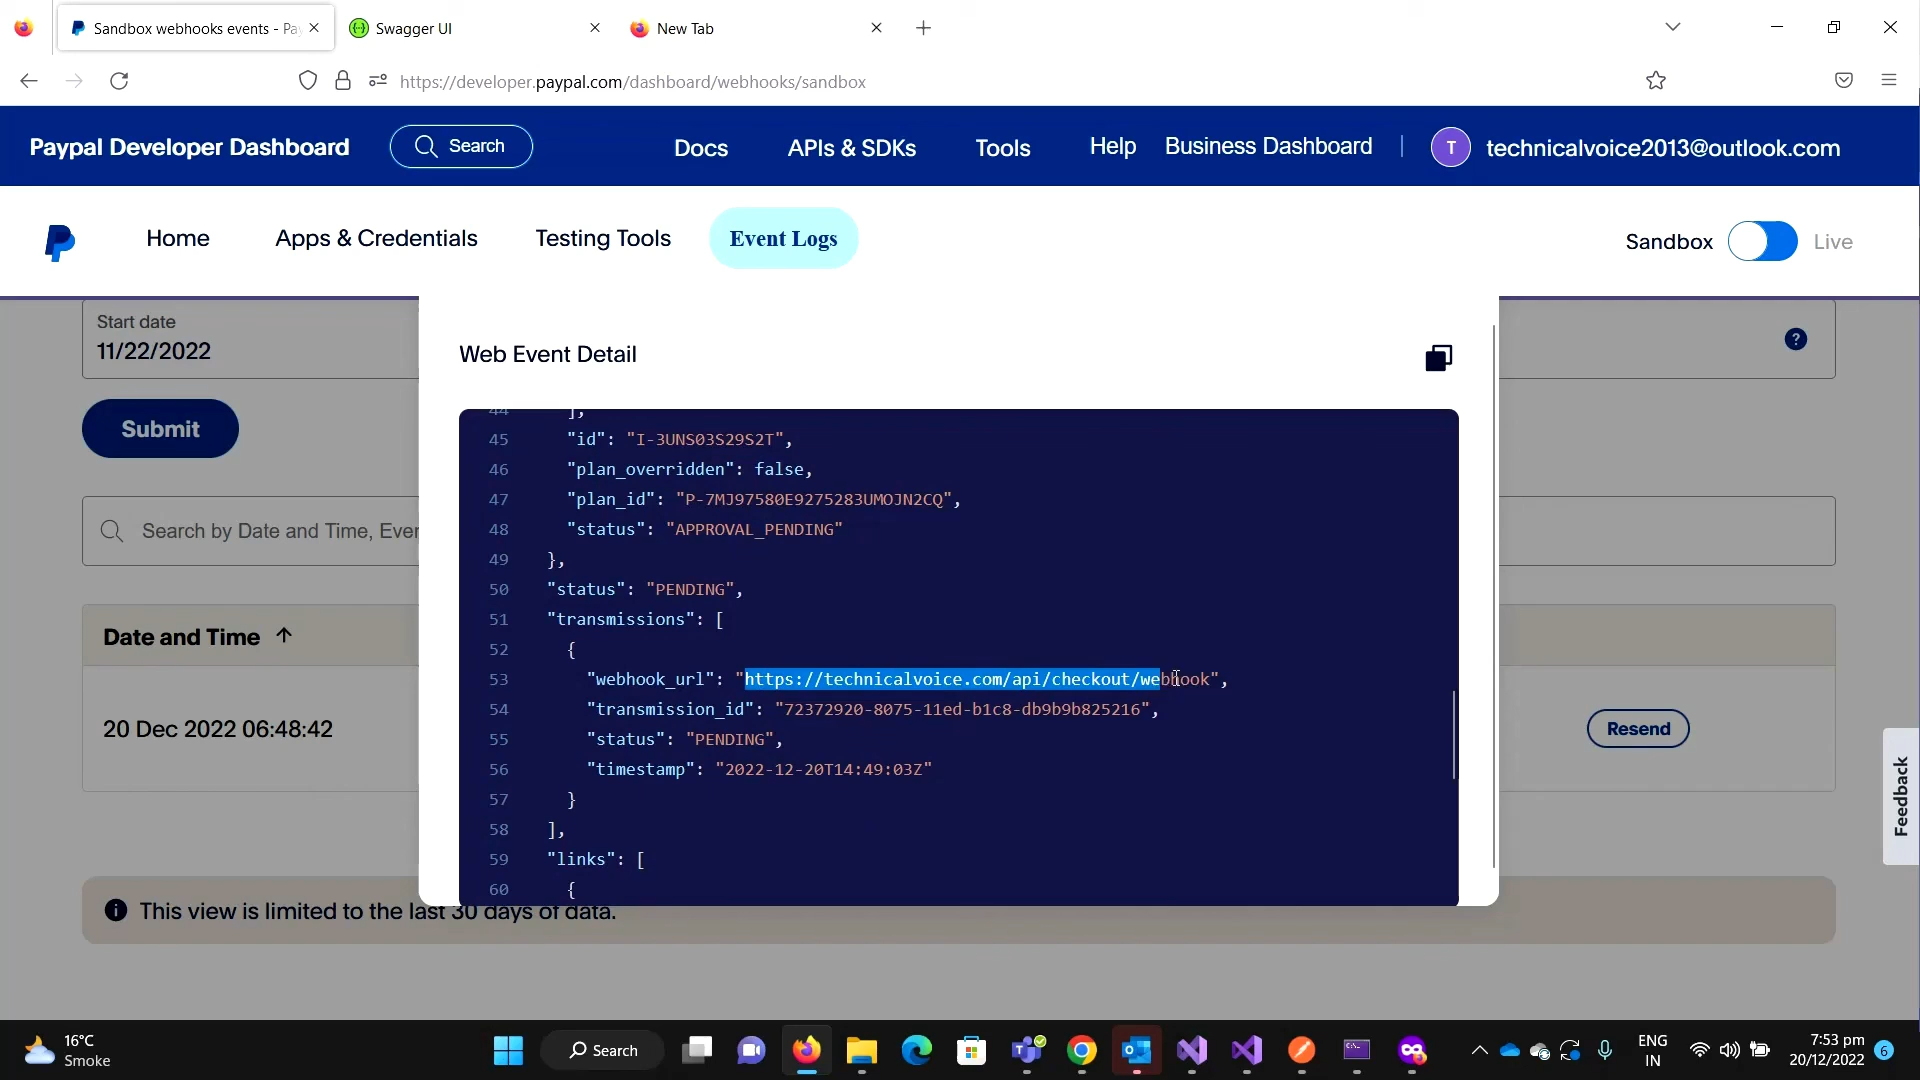 Sandbox webhooks events - Pay
Swagger UI
New Tab
https://developer.paypal.com/dashboard/webhooks/sandbox
Paypal Developer Dashboard
Search
Docs
APIs & SDKs
Tools
Help
Business Dashboard
T
technicalvoice2013@outlook.com
Home
Apps & Credentials
Testing Tools
Event Logs
Sandbox
Live
Start date
11/22/2022
Submit
Search by Date and Time, Ever
Date and Time
20 Dec 2022 06:48:42
Resend
This view is limited to the last 30 days of data.
Feedback
Web Event Detail
44 ],
45 "id": "I-3UNS03S29S2T",
46 "plan_overridden": false,
47 "plan_id": "P-7MJ97580E9275283UMOJN2CQ",
48 "status": "APPROVAL_PENDING"
49 },
50 "status": "PENDING",
51 "transmissions": [
52 {
53 "webhook_url": "https://technicalvoice.com/api/checkout/webhook",
54 "transmission_id": "72372920-8075-11ed-b1c8-db9b9b825216",
55 "status": "PENDING",
56 "timestamp": "2022-12-20T14:49:03Z"
57 }
58 ],
59 "links": [
60 {
16°C
Smoke
Search
ENG
IN
7:53 pm
20/12/2022
6